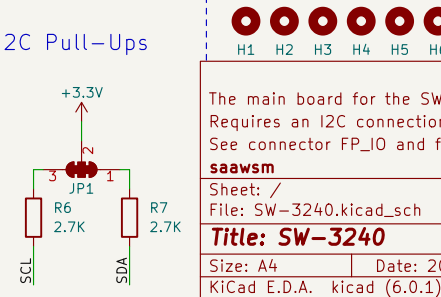 2C Pull-Ups
+3.3V
2
3
1
JP1
R6
2.7K
R7
2.7K
SCL
SDA
H1 H2 H3 H4 H5
The main board for the SW
Requires an I2C connection
See connector FP_IO and f
saawsm
Sheet: /
File: SW-3240.kicad_sch
Title: SW-3240
Size: A4 Date: 20
KiCad E.D.A. kicad (6.0.1)